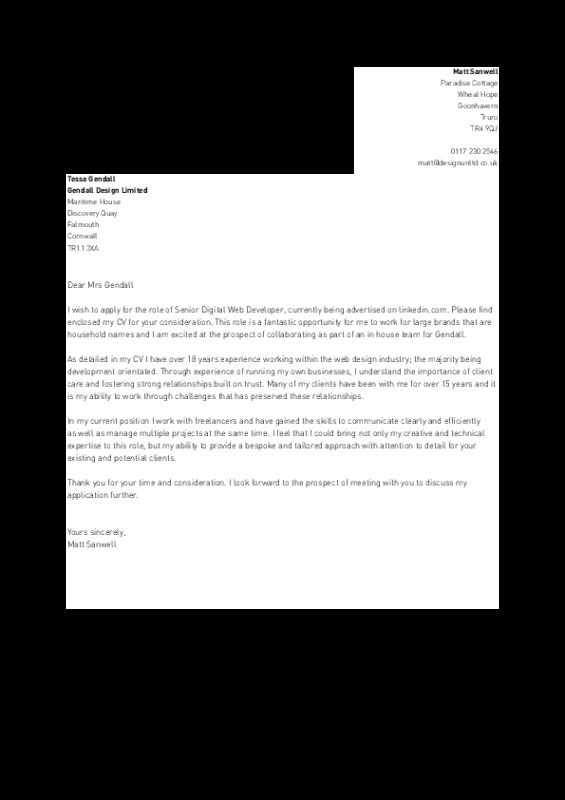 Matt Sanwell
Paradise Cottage
Wheal Hope
Goonhavern
Truro
TR4 9QJ
0117 230 2546
matt@designunltd.co.uk
Tessa Gendall
Gendall Design Limited
Maritime House
Discovery Quay
Falmouth
Cornwall
TR11 3XA
Dear Mrs Gendall
I wish to apply for the role of Senior Digital Web Developer, currently being advertised on linkedin.com. Please find
enclosed my CV for your consideration. This role is a fantastic opportunity for me to work for large brands that are
household names and I am excited at the prospect of collaborating as part of an in house team for Gendall.
As detailed in my CV I have over 18 years experience working within the web design industry; the majority being
development orientated. Through experience of running my own businesses, I understand the importance of client
care and fostering strong relationships built on trust. Many of my clients have been with me for over 15 years and it
is my ability to work through challenges that has preserved these relationships.
In my current position I work with freelancers and have gained the skills to communicate clearly and efficiently
as well as manage multiple projects at the same time. I feel that I could bring not only my creative and technical
expertise to this role, but my ability to provide a bespoke and tailored approach with attention to detail for your
existing and potential clients.
Thank you for your time and consideration. I look forward to the prospect of meeting with you to discuss my
application further.
Yours sincerely,
Matt Sanwell